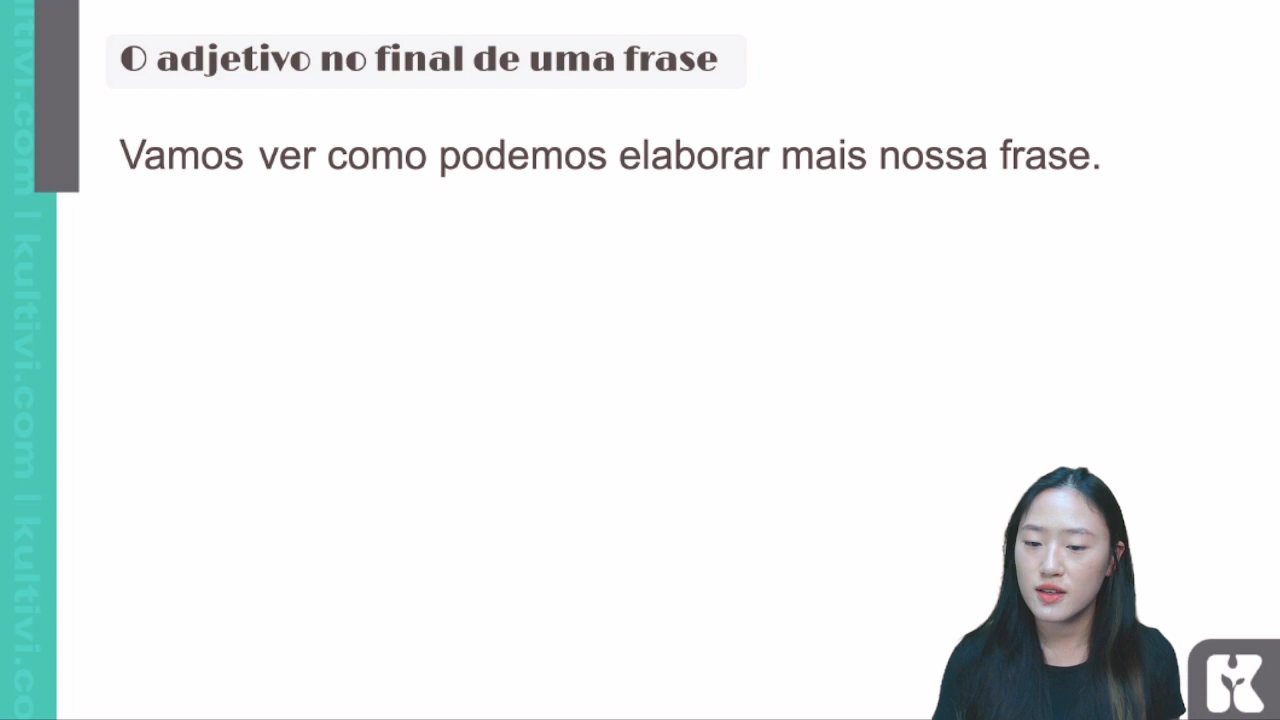 O adjetivo no final de uma frase
Vamos ver como podemos elaborar mais nossa frase.
ltivi.com | kultivi.com | kultivi.co